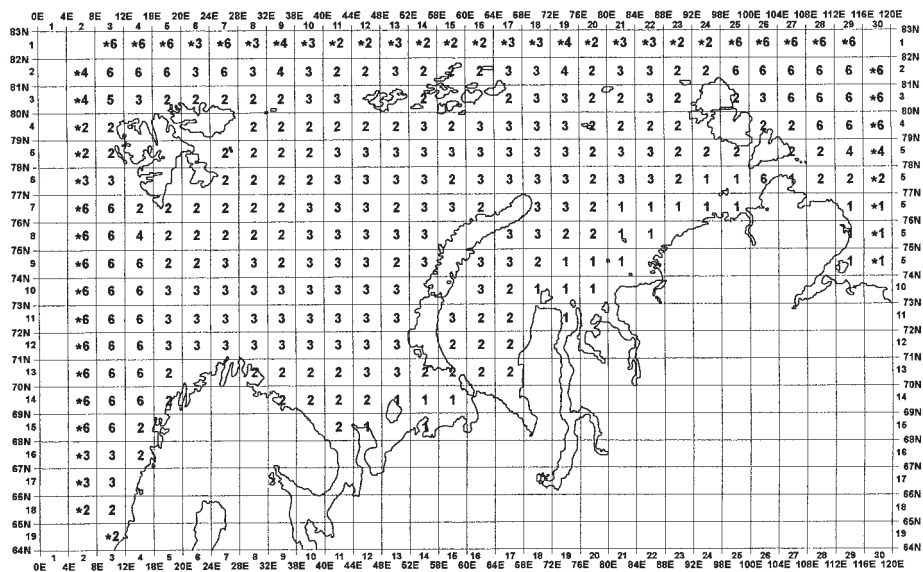 0E 4E 8E 12E 16E 20E 24E 28E 32E 36E 40E 44E 48E 52E 56E 60E 64E 68E 72E 76E 80E 84E 88E 92E 96E 100E 104E 108E 112E 116E 120E
1 2 3 4 5 6 7 8 9 10 11 12 13 14 15 16 17 18 19 20 21 22 23 24 25 26 27 28 29 30
83N 83N
1 *6 *6 *6 *3 *6 *3 *4 *3 *2 *2 *3 *2 *2 *2 *3 *3 *4 *2 *3 *3 *2 *2 *6 *6 *6 *6 *6 1
82N 82N
2 *4 6 6 6 3 6 3 4 3 2 2 3 2 2 2 3 3 4 2 3 3 2 2 6 6 6 6 6 *6 2
81N 81N
3 *4 5 3 2 2 2 2 2 3 3 2 3 3 2 2 3 2 2 3 6 6 6 *6 3
80N 80N
4 *2 2 2 2 2 2 2 2 3 2 3 3 3 3 2 2 2 2 2 2 6 6 *6 4
79N 79N
5 *2 2 2 2 2 2 3 3 3 3 3 3 3 3 3 3 2 3 3 2 2 2 2 2 4 *4 5
78N 78N
6 *3 3 2 2 2 2 3 3 3 3 3 3 3 3 3 3 2 3 3 2 1 1 6 1 2 2 *2 6
77N 77N
7 *6 6 2 2 2 2 2 2 3 3 3 2 3 3 2 3 3 2 1 1 1 1 1 1 *1 7
76N 76N
8 *6 6 4 2 2 2 2 2 3 3 3 3 3 3 3 3 3 2 2 1 1 *1 8
75N 75N
9 *6 6 6 2 2 2 3 2 3 3 3 2 3 3 3 2 1 1 1 1 *1 9
74N 74N
10 *6 6 6 3 3 3 3 3 3 3 3 3 3 3 2 1 1 1 10
73N 73N
11 *6 6 6 3 3 3 3 3 3 3 3 3 3 2 2 1 11
72N 72N
12 *6 6 6 3 3 3 3 3 3 3 3 3 2 2 2 12
71N 71N
13 *6 6 6 2 2 2 2 2 3 3 2 2 2 2 13
70N 70N
14 *6 6 6 2 2 2 2 2 1 1 1 14
69N 69N
15 *6 6 2 2 1 1 15
68N 68N
16 *3 3 2 16
67N 67N
17 *3 3 17
66N 66N
18 *2 2 18
65N 65N
19 *2 19
64N 64N
1 2 3 4 5 6 7 8 9 10 11 12 13 14 15 16 17 18 19 20 21 22 23 24 25 26 27 28 29 30
0E 4E 8E 12E 16E 20E 24E 28E 32E 36E 40E 44E 48E 52E 56E 60E 64E 68E 72E 76E 80E 84E 88E 92E 96E 100E 104E 108E 112E 116E 120E